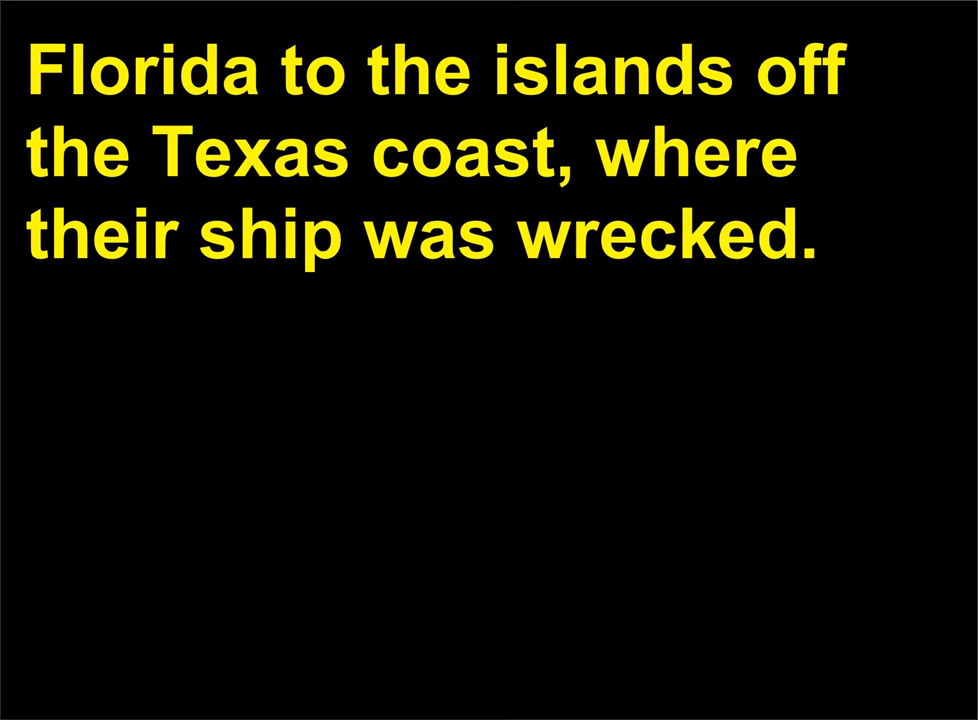 Florida to the islands off
the Texas coast, where
their ship was wrecked.